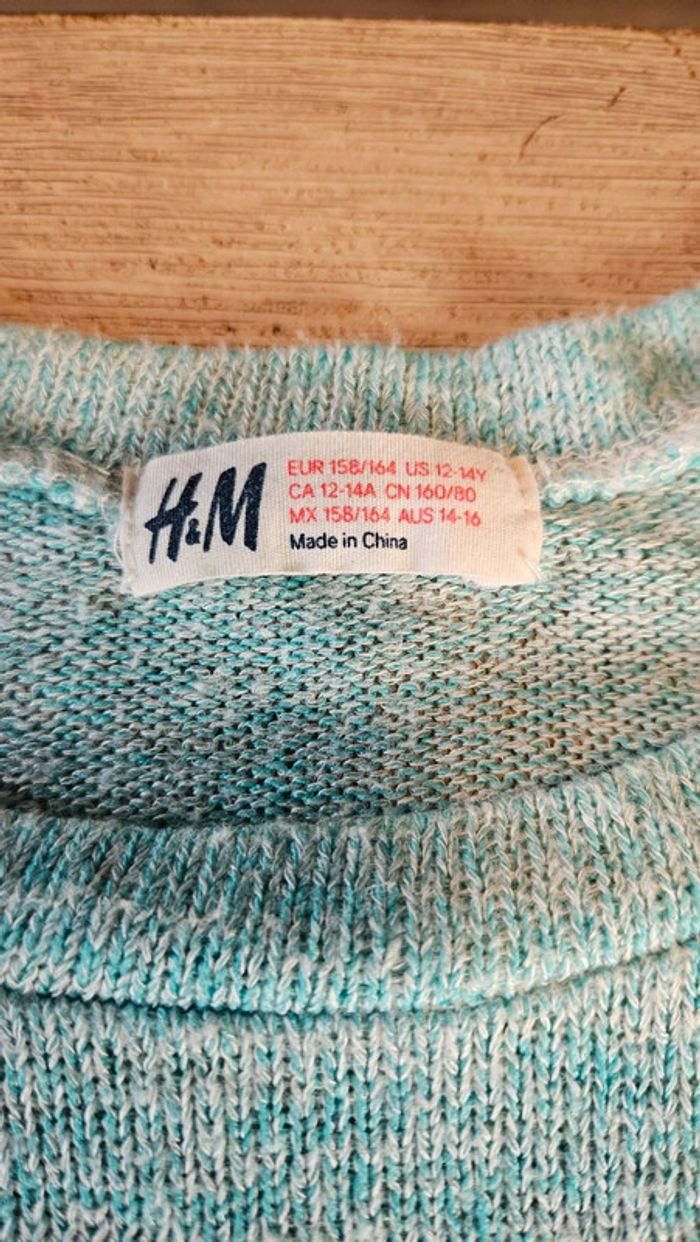 H&M
EUR 158/164 US 12-14Y
CA 12-14A CN 160/80
MX 158/164 AUS 14-16
Made in China